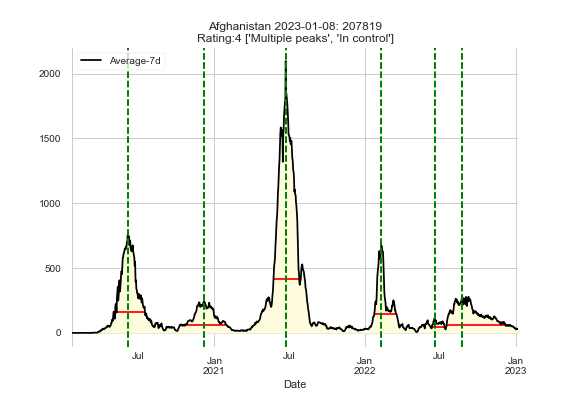 Afghanistan 2023-01-08: 207819
Rating:4 ['Multiple peaks', 'In control']
Average-7d
2000
1500
1000
500
0
Jul
Jan
2021
Jul
Jan
2022
Jul
Jan
2023
Date